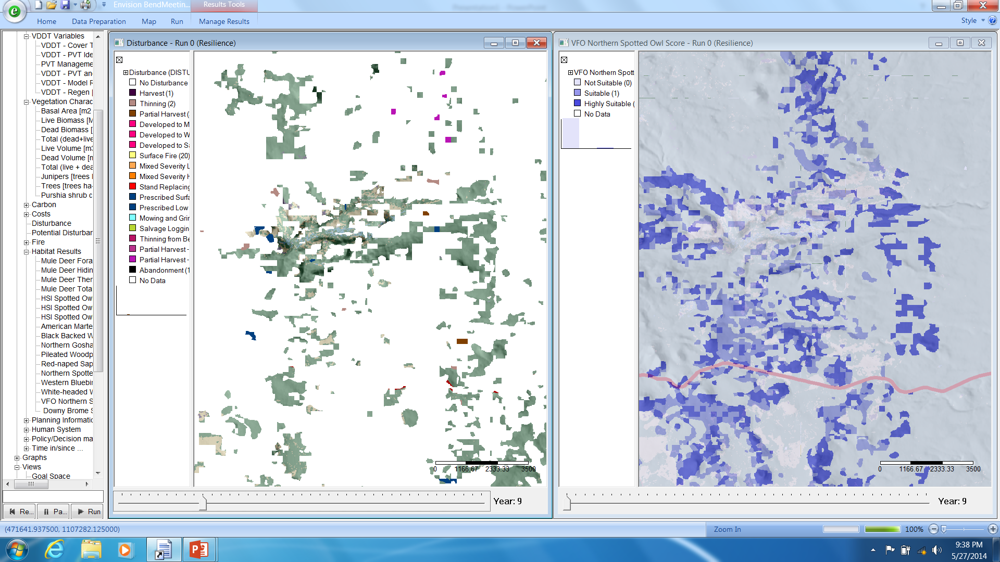 Envision BendMeetin...
Results Tools
Home
Data Preparation
Map
Run
Manage Results
Style
VDDT Variables
VDDT - Cover T
VDDT - PVT Ide
PVT Manageme
VDDT - PVT an
VDDT - Model R
VDDT - Regen [
Vegetation Charac
Basal Area [m2
Live Biomass [M
Dead Biomass [
Total (dead+live
Live Volume [m3
Dead Volume [m
Total (live + dea
Junipers [trees h
Trees [trees ha-
Purshia shrub c
Carbon
Costs
Disturbance
Potential Disturbar
Fire
Habitat Results
Mule Deer Fora
Mule Deer Hidin
Mule Deer Ther
Mule Deer Tota
HSI Spotted Ow
HSI Spotted Ow
HSI Spotted Ow
American Marte
Black Backed W
Northern Gosha
Pileated Woodp
Red-naped Sap
Northern Spotte
Western Bluebir
White-headed W
VFO Northern S
Downy Brome S
Planning Informatic
Human System
Policy/Decision ma
Time in/since ...
Graphs
Views
Goal Space
Re...
Pa...
Run
Disturbance - Run 0 (Resilience)
Disturbance (DISTU
No Disturbance
Harvest (1)
Thinning (2)
Partial Harvest (
Developed to M
Developed to W
Developed to Sa
Surface Fire (20)
Mixed Severity L
Mixed Severity H
Stand Replacing
Prescribed Surfa
Prescribed Low
Mowing and Grin
Salvage Loggin
Thinning from Be
Partial Harvest -
Partial Harvest -
Abandonment (1
No Data
0 1166.67 2333.33 3500
Year: 9
VFO Northern Spotted Owl Score - Run 0 (Resilience)
VFO Northern Spott
Not Suitable (0)
Suitable (1)
Highly Suitable (
No Data
0 1166.67 2333.33 3500
Year: 9
(471641.937500, 1107282.125000)
Zoom In
100%
9:38 PM
5/27/2014